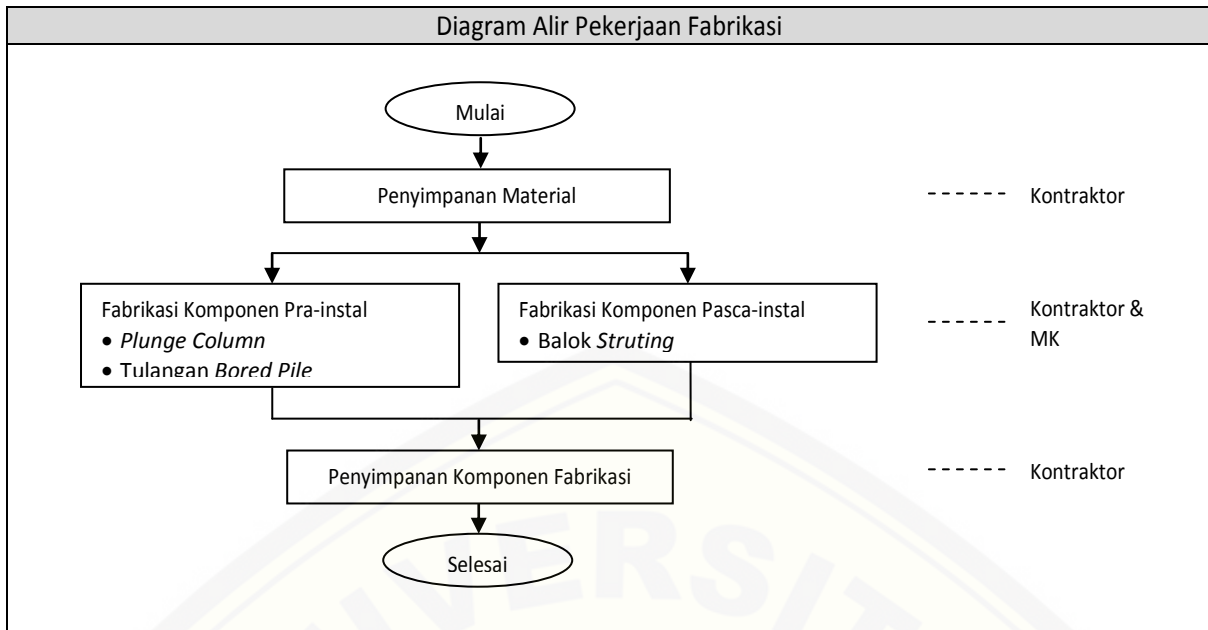 Diagram Alir Pekerjaan Fabrikasi
Mulai
Penyimpanan Material
Kontraktor
Fabrikasi Komponen Pra-instal
• Plunge Column
• Tulangan Bored Pile
Fabrikasi Komponen Pasca-instal
• Balok Struting
Kontraktor &
MK
Penyimpanan Komponen Fabrikasi
Kontraktor
Selesai
UNIVERSIT